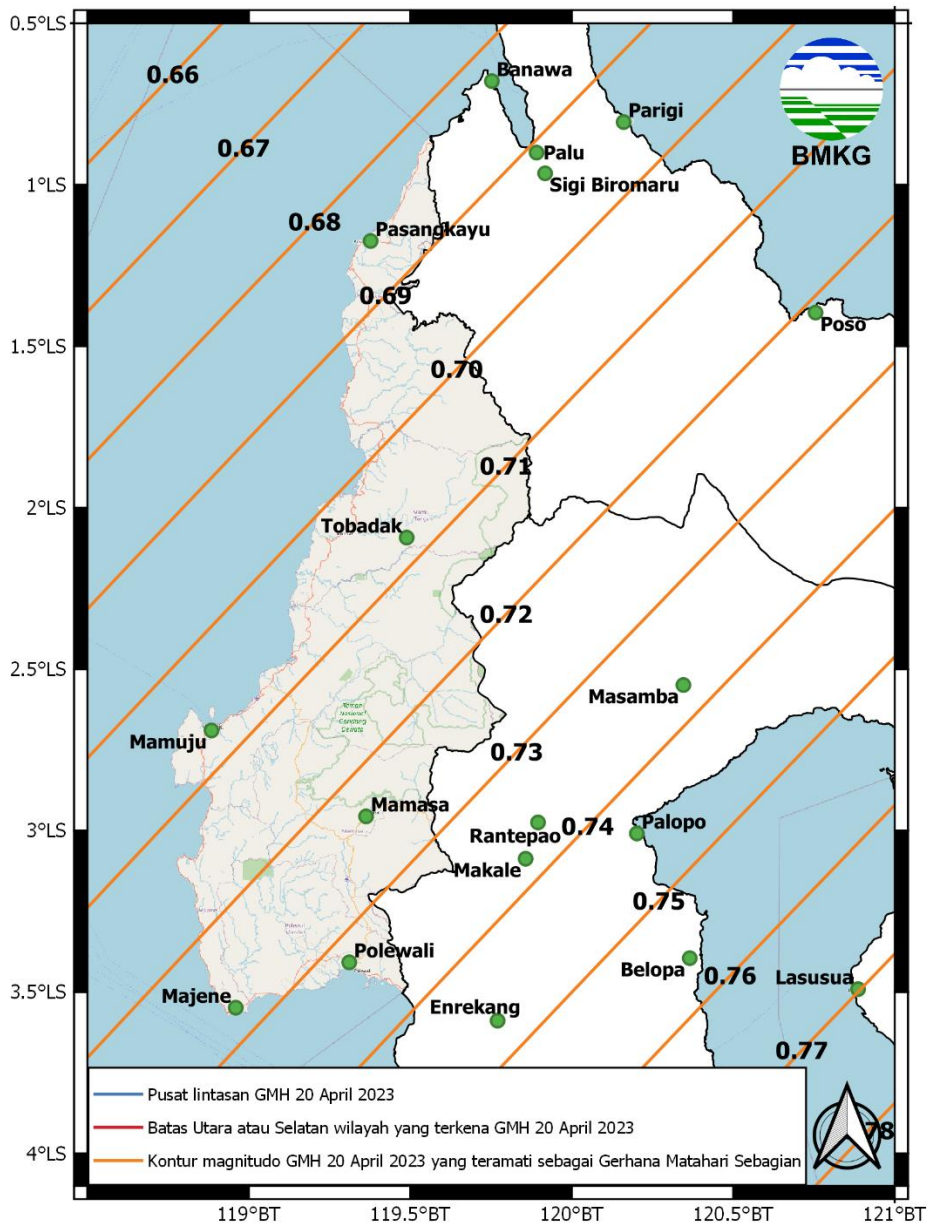 0.5°LS
1°LS
1.5°LS
2°LS
2.5°LS
3°LS
3.5°LS
4°LS
0.66
0.67
0.68
0.69
0.70
0.71
0.72
0.73
0.74
0.75
0.76
0.77
78
BMKG
Banawa
Parigi
Palu
Sigi Biromaru
Pasangkayu
Poso
Tobadak
Masamba
Mamuju
Mamasa
Rantepao
Palopo
Makale
Polewali
Belopa
Lasusua
Majene
Enrekang
Pusat lintasan GMH 20 April 2023
Batas Utara atau Selatan wilayah yang terkena GMH 20 April 2023
Kontur magnitudo GMH 20 April 2023 yang teramati sebagai Gerhana Matahari Sebagian
119°BT
119.5°BT
120°BT
120.5°BT
121°BT